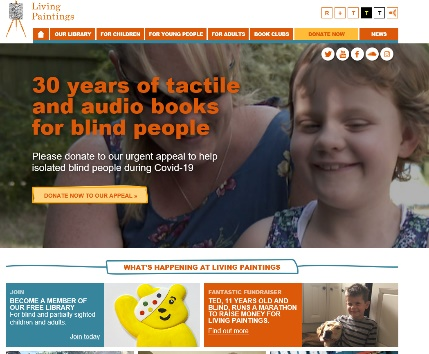 Living
Paintings
R a T T T
OUR LIBRARY FOR CHILDREN FOR YOUNG PEOPLE FOR ADULTS BOOK CLUBS DONATE NOW NEWS
30 years of tactile
and audio books
for blind people
Please donate to our urgent appeal to help
isolated blind people during Covid-19
DONATE NOW TO OUR APPEAL »
WHAT'S HAPPENING AT LIVING PAINTINGS
JOIN
BECOME A MEMBER OF
OUR FREE LIBRARY
For blind and partially sighted
children and adults.
Join today
FANTASTIC FUNDRAISER
TED, 11 YEARS OLD AND
BLIND, RUNS A MARATHON
TO RAISE MONEY FOR
LIVING PAINTINGS.
Find out more